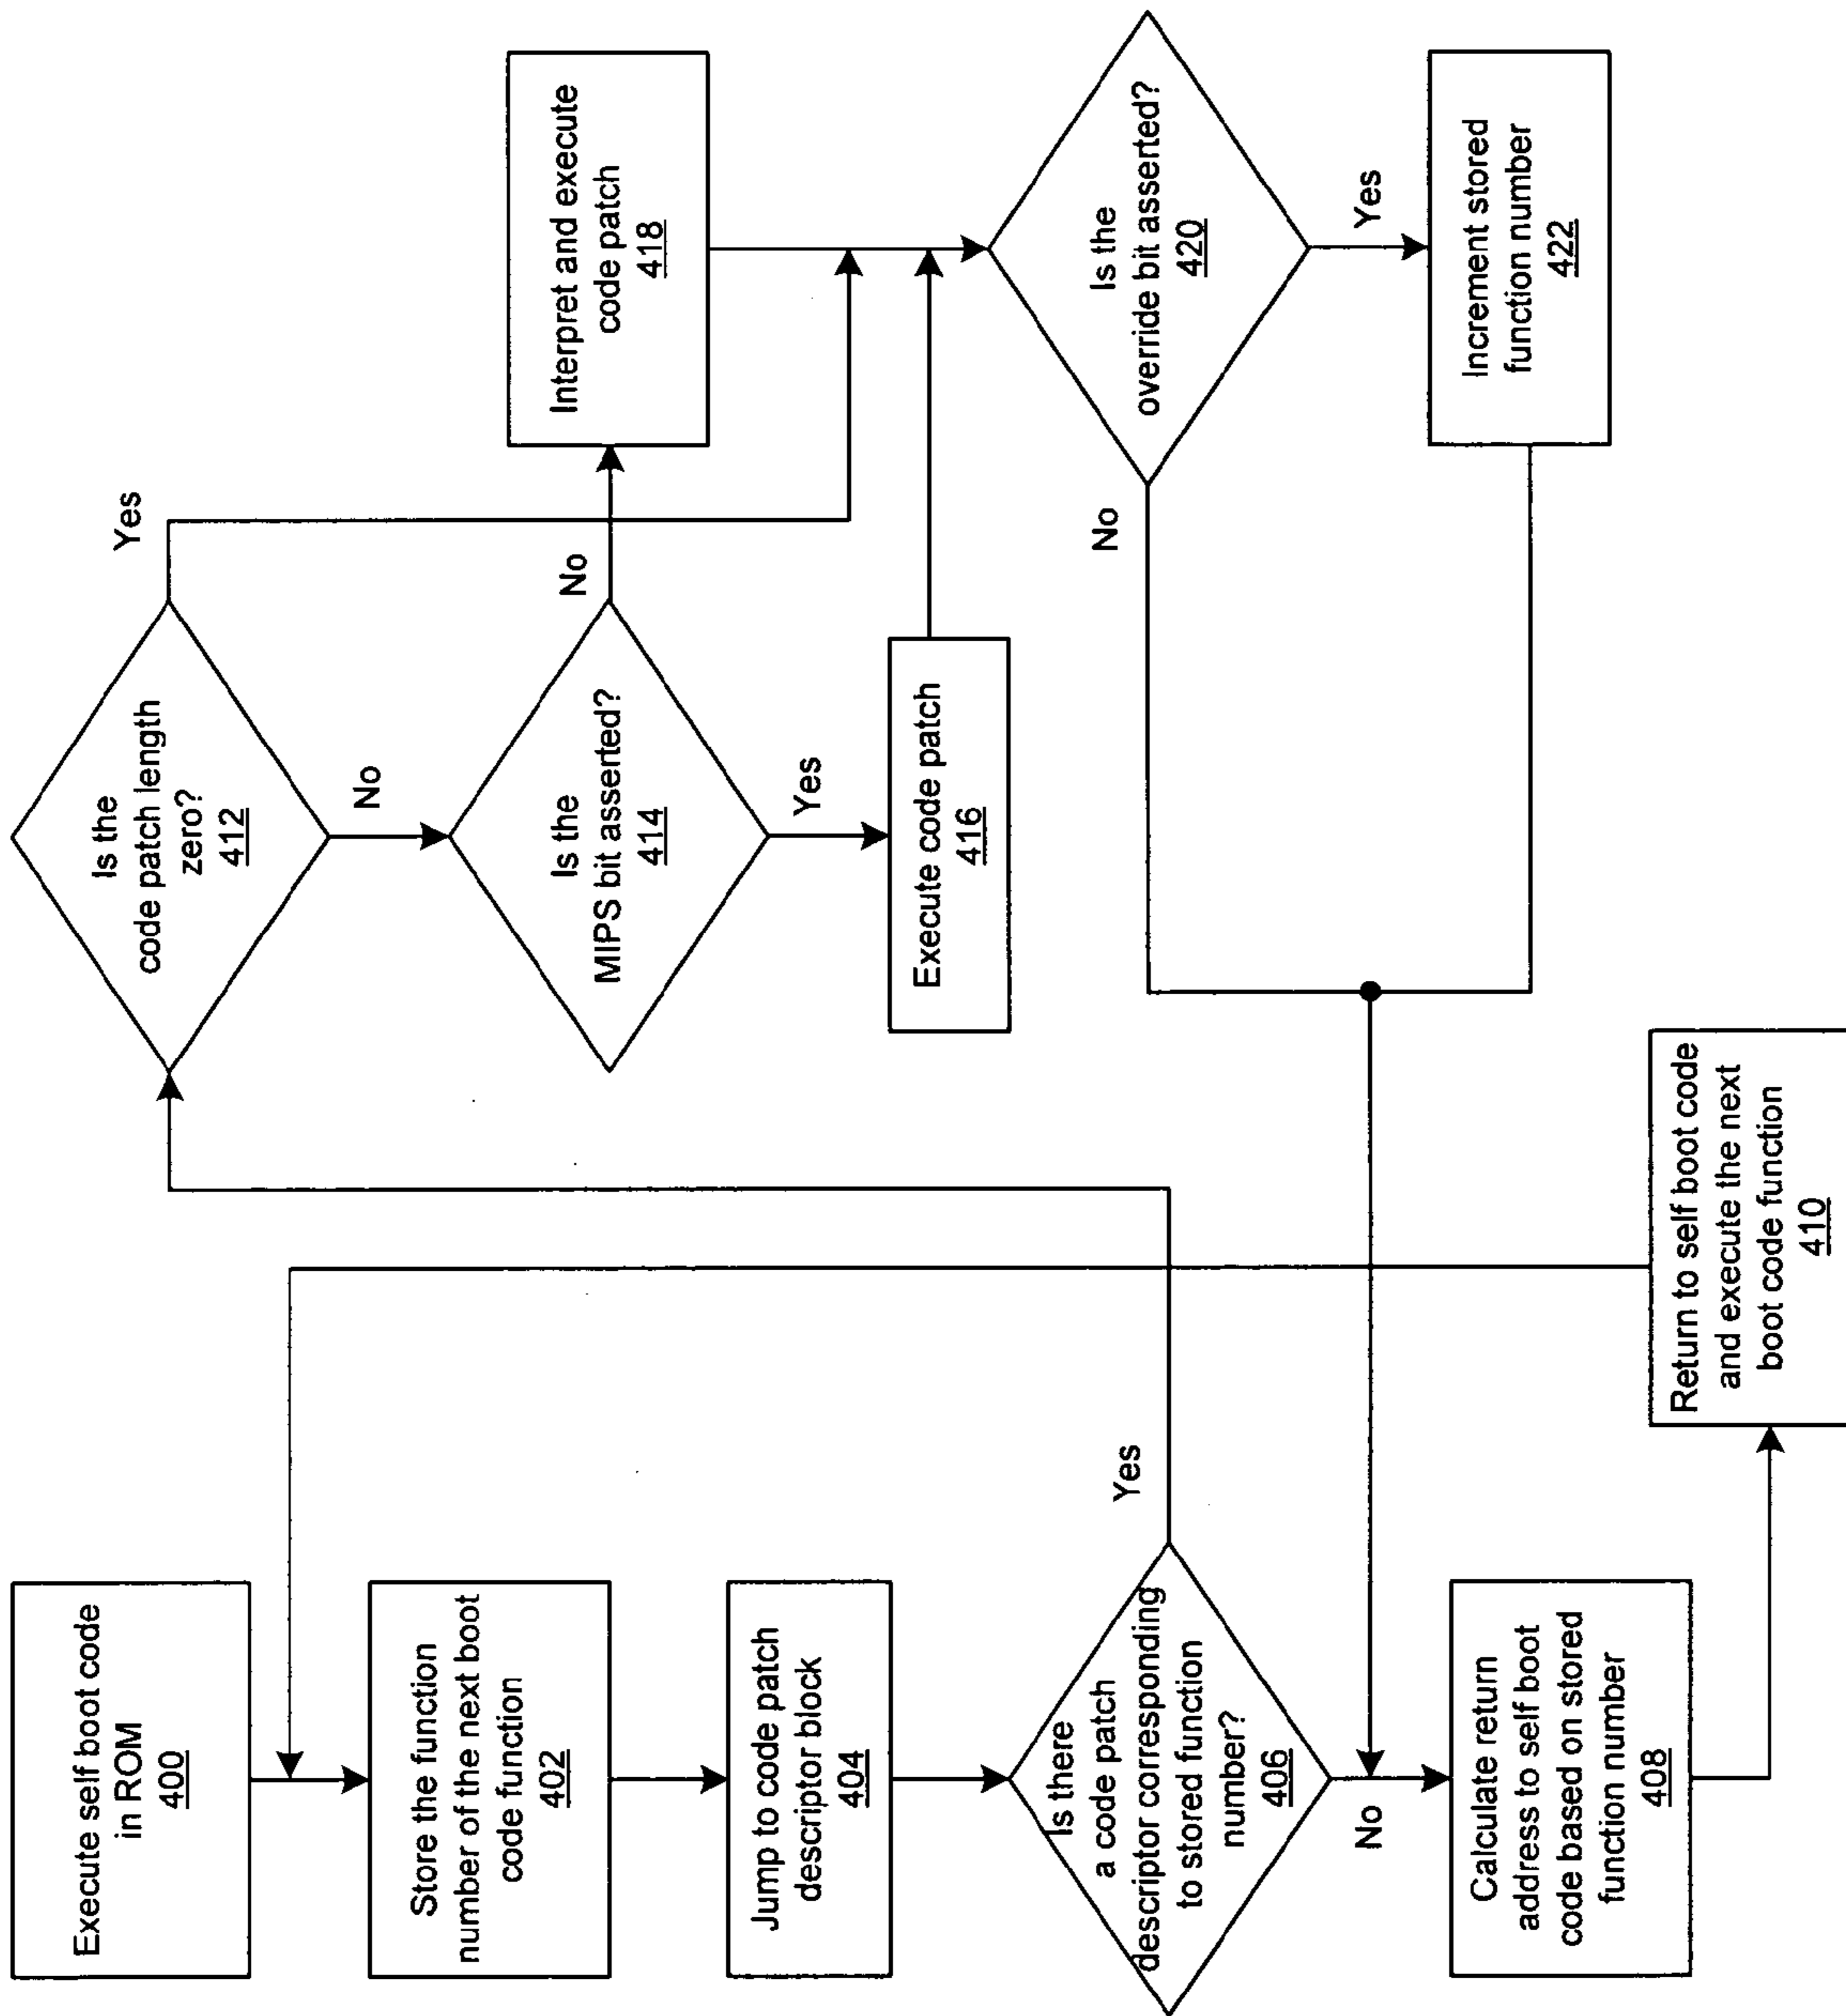 Execute self boot code
in ROM
400
Store the function
number of the next boot
code function
402
Jump to code patch
descriptor block
404
Is there
a code patch
descriptor corresponding
to stored function
number?
406
Yes
No
Calculate return
address to self boot
code based on stored
function number
408
Return to self boot code
and execute the next
boot code function
410
Is the
code patch length
zero?
412
Yes
No
Is the
MIPS bit asserted?
414
No
Yes
Execute code patch
416
Interpret and execute
code patch
418
Is the
override bit asserted?
420
No
Yes
Increment stored
function number
422